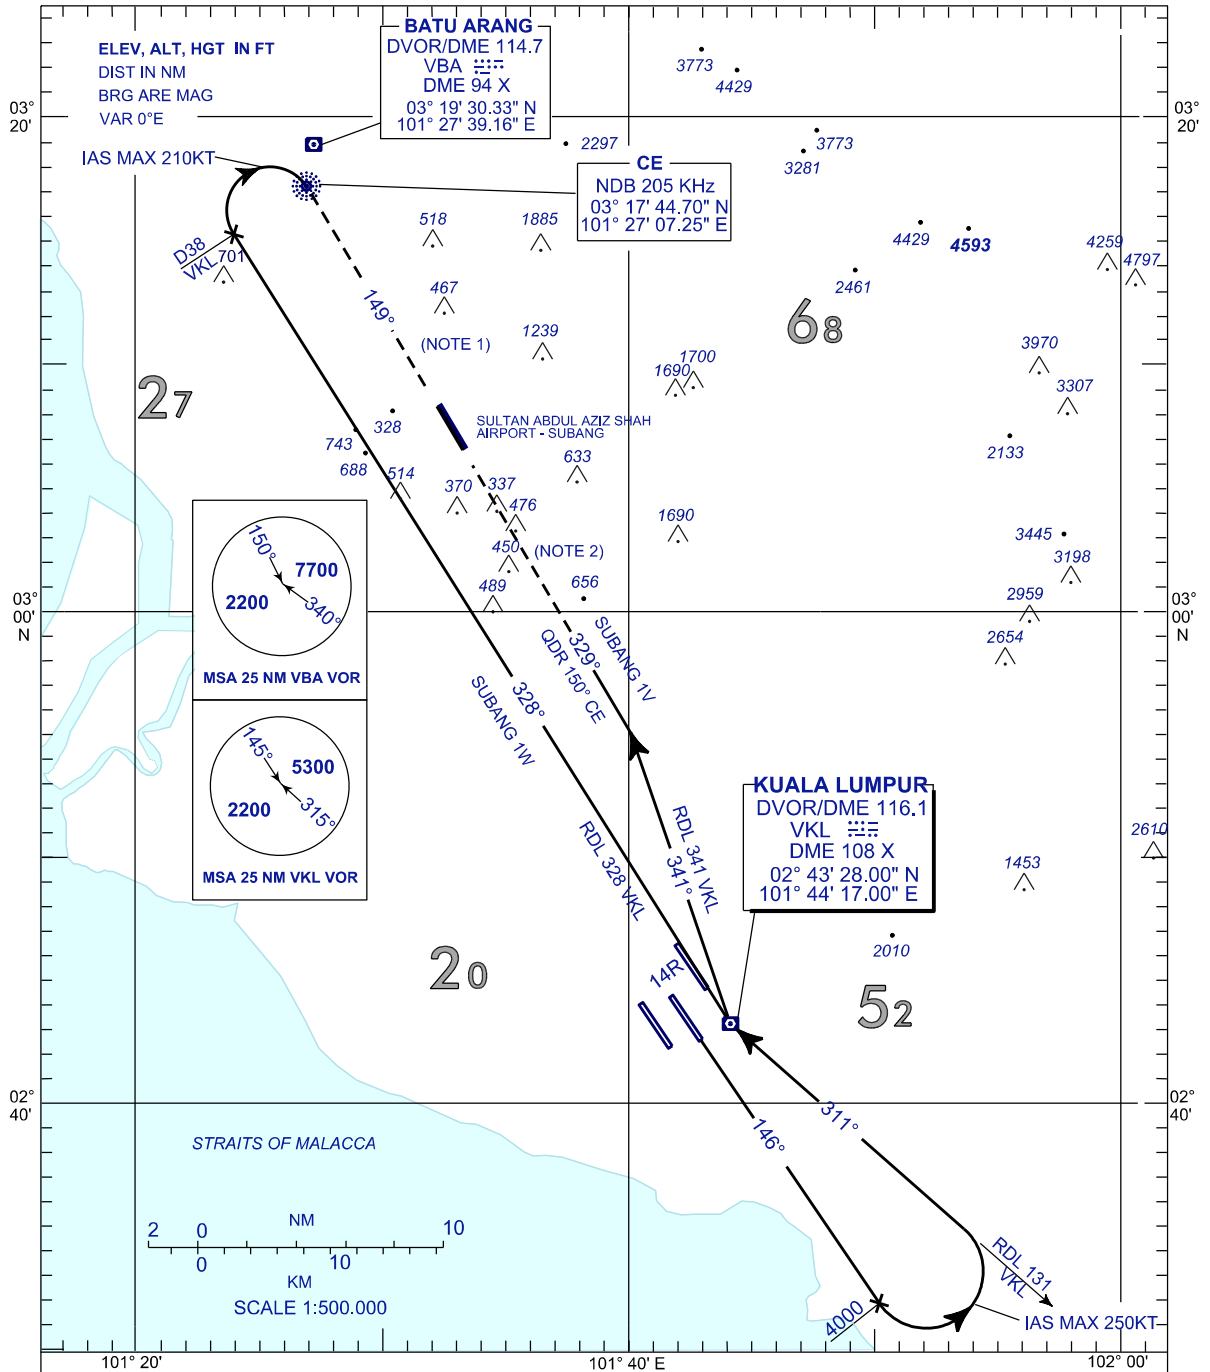 ELEV, ALT, HGT IN FT
DIST IN NM
BRG ARE MAG
VAR 0°E
BATU ARANG
DVOR/DME 114.7
VBA
DME 94 X
03° 19' 30.33" N
101° 27' 39.16" E
3773
4429
03°
20'
03°
20'
IAS MAX 210KT
2297
3773
3281
CE
NDB 205 KHz
03° 17' 44.70" N
101° 27' 07.25" E
518
1885
4429
4593
4259
4797
D38
VKL
701
2461
467
149°
(NOTE 1)
1239
68
3970
1690
1700
3307
27
328
SULTAN ABDUL AZIZ SHAH
AIRPORT - SUBANG
743
688
514
370
337
633
2133
476
1690
150°
7700
2200
340°
MSA 25 NM VBA VOR
450
(NOTE 2)
3445
3198
489
656
2959
03°
00'
N
03°
00'
N
2654
329°
SUBANG 1V
QDR 150° CE
328°
SUBANG 1W
145°
5300
2200
315°
MSA 25 NM VKL VOR
KUALA LUMPUR
DVOR/DME 116.1
VKL
DME 108 X
02° 43' 28.00" N
101° 44' 17.00" E
RDL 341 VKL
341°
RDL 328 VKL
2610
1453
2010
20
14R
52
02°
40'
02°
40'
311°
146°
STRAITS OF MALACCA
2 0 NM 10
0 10
KM
SCALE 1:500.000
RDL 131
VKL
4000
IAS MAX 250KT
101° 20'
101° 40' E
102° 00'